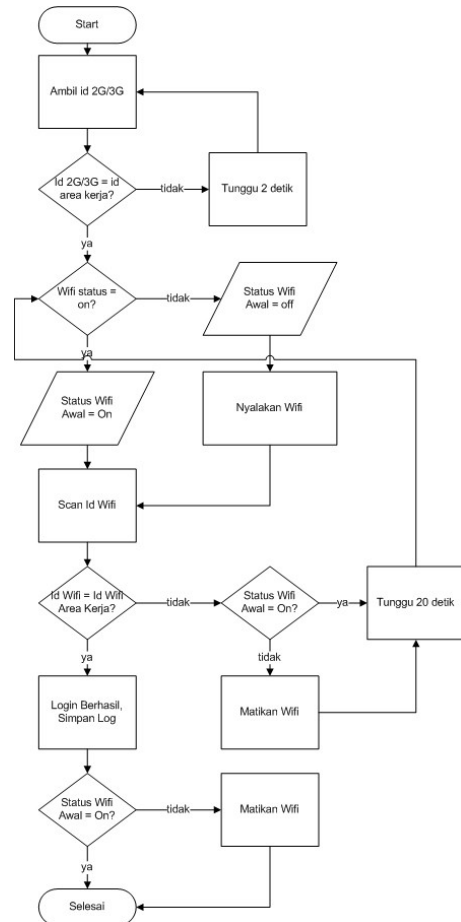 Start
Ambil id 2G/3G
Id 2G/3G = id
area kerja?
tidak
Tunggu 2 detik
ya
Wifi status =
on?
tidak
Status Wifi
Awal = off
ya
Status Wifi
Awal = On
Nyalakan Wifi
Scan Id Wifi
Id Wifi = Id Wifi
Area Kerja?
tidak
Status Wifi
Awal = On?
ya
Tunggu 20 detik
ya
tidak
Login Berhasil,
Simpan Log
Matikan Wifi
Status Wifi
Awal = On?
tidak
Matikan Wifi
ya
Selesai